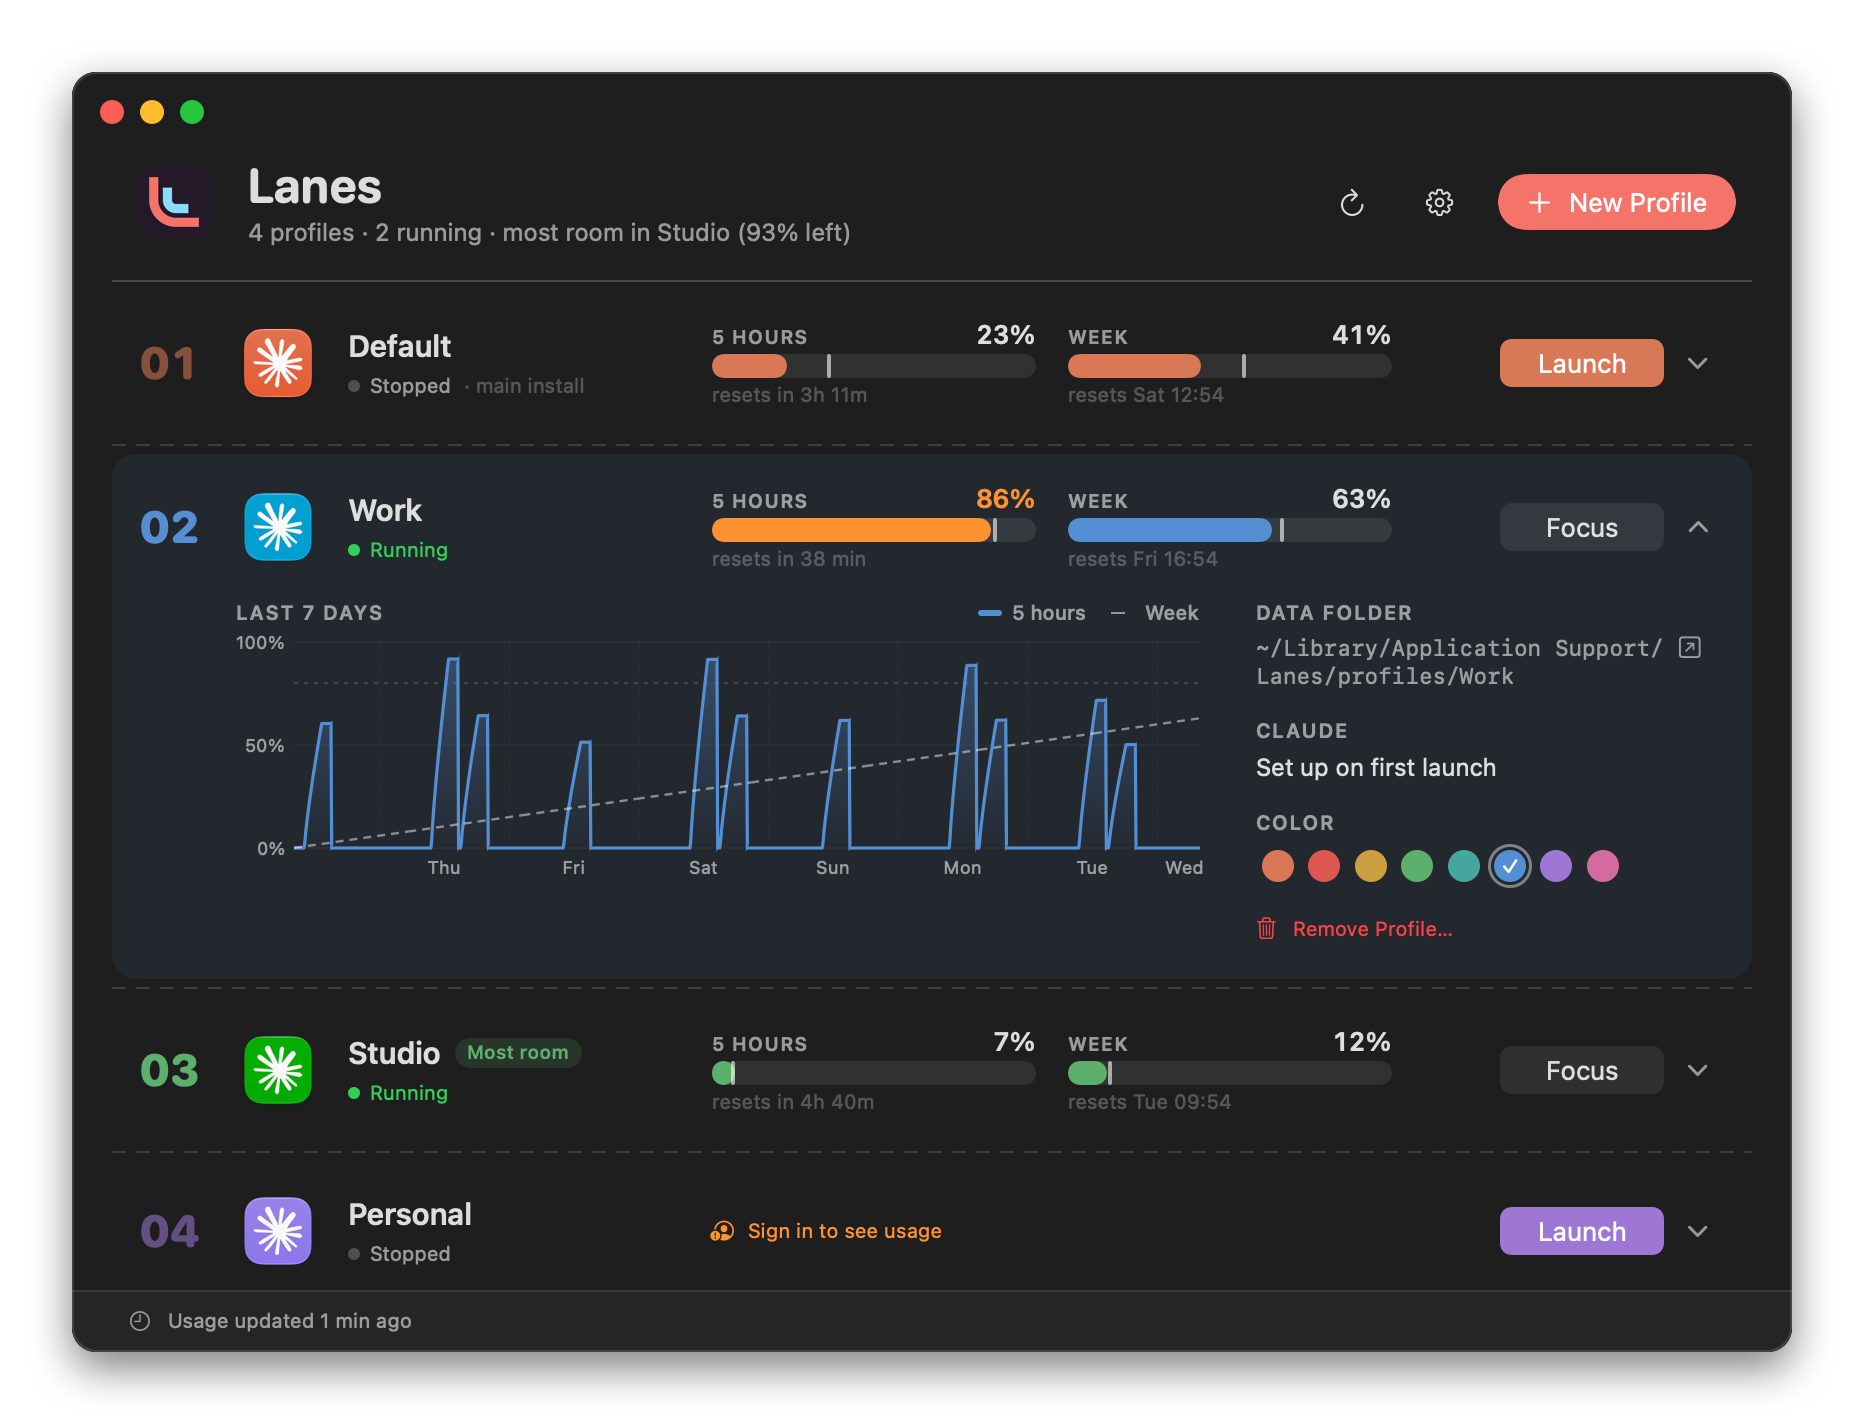 Lanes
4 profiles · 2 running · most room in Studio (93% left)
+ New Profile
01
Default
Stopped · main install
5 HOURS 23%
resets in 3h 11m
WEEK 41%
resets Sat 12:54
Launch
02
Work
Running
5 HOURS 86%
resets in 38 min
WEEK 63%
resets Fri 16:54
Focus
LAST 7 DAYS
5 hours — Week
100%
50%
0%
Thu Fri Sat Sun Mon Tue Wed
DATA FOLDER
~/Library/Application Support/
Lanes/profiles/Work
CLAUDE
Set up on first launch
COLOR
Remove Profile...
03
Studio Most room
Running
5 HOURS 7%
resets in 4h 40m
WEEK 12%
resets Tue 09:54
Focus
04
Personal
Stopped
Sign in to see usage
Launch
Usage updated 1 min ago